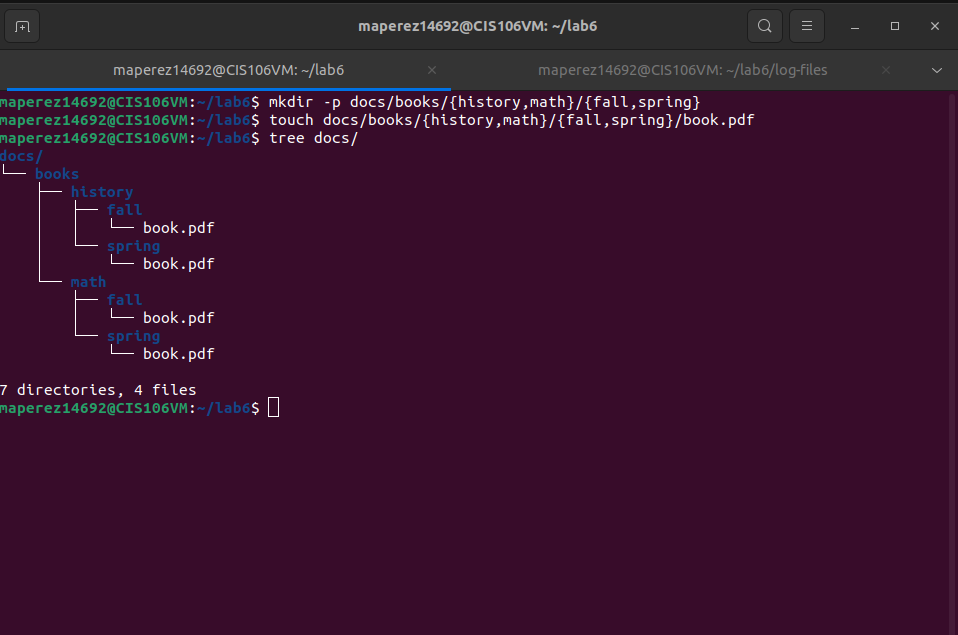 maperez14692@CIS106VM: ~/lab6
maperez14692@CIS106VM: ~/lab6 maperez14692@CIS106VM: ~/lab6/log-files
maperez14692@CIS106VM:~/lab6$ mkdir -p docs/books/{history,math}/{fall,spring}
maperez14692@CIS106VM:~/lab6$ touch docs/books/{history,math}/{fall,spring}/book.pdf
maperez14692@CIS106VM:~/lab6$ tree docs/
docs/
└── books
    ├── history
    │   ├── fall
    │   │   └── book.pdf
    │   └── spring
    │       └── book.pdf
    └── math
        ├── fall
        │   └── book.pdf
        └── spring
            └── book.pdf
7 directories, 4 files
maperez14692@CIS106VM:~/lab6$